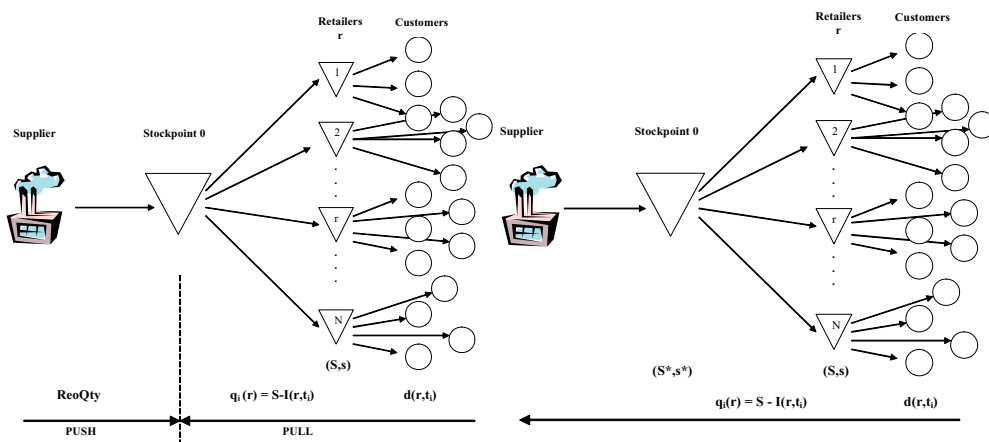 Retailers
r
Customers
Supplier
Stockpoint 0
1
2
r
N
(S,s)
ReoQty
qᵢ (r) = S-I(r,tᵢ)
d(r,tᵢ)
PUSH
PULL
Retailers
r
Customers
Supplier
Stockpoint 0
1
2
r
N
(S*,s*)
(S,s)
qᵢ(r) = S - I(r,tᵢ)
d(r,tᵢ)